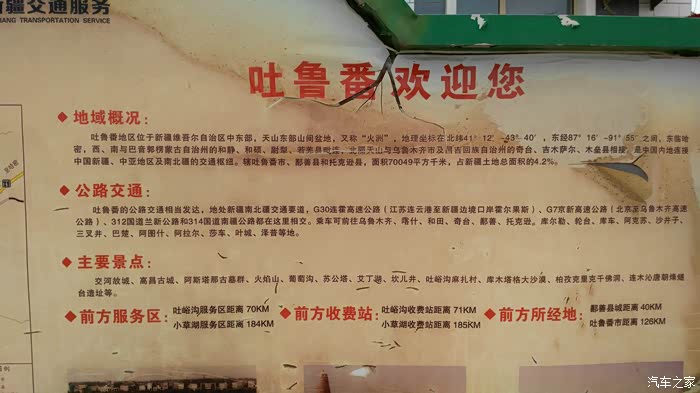 新疆交通服务
JIANG TRANSPORTATION SERVICE
吐鲁番欢迎您
地域概况：
吐鲁番地区位于新疆维吾尔自治区中东部，天山东部山间盆地，又称“火洲”，地理坐标在北纬41°12′-43°40′，东经87°16′-91°55′之间，东临哈
密，西、南与巴音郭楞蒙古自治州的和静、和硕、尉犁、若羌县毗连，北隔天山与乌鲁木齐市及昌吉回族自治州的奇台、吉木萨尔、木垒县相接，是中国内地连接
中国新疆、中亚地区及南北疆的交通枢纽。辖吐鲁番市、鄯善县和托克逊县，面积70049平方千米，占新疆土地总面积的4.2%。
公路交通：
吐鲁番的公路交通相当发达，地处新疆南北疆交通要道，G30连霍高速公路（江苏连云港至新疆边境口岸霍尔果斯）、G7京新高速公路（北京至乌鲁木齐高速
公路）、312国道兰新公路和314国道南疆公路都在这里相交。乘车可前往乌鲁木齐、喀什、和田、奇台、鄯善、托克逊、库尔勒、轮台、库车、阿克苏、沙井子、
三叉井、巴楚、阿图什、阿拉尔、莎车、叶城、泽普等地。
主要景点：
交河故城、高昌古城、阿斯塔那古墓群、火焰山、葡萄沟、苏公塔、艾丁湖、坎儿井、吐峪沟麻扎村、库木塔格大沙漠、柏孜克里克千佛洞、连木沁唐朝烽燧
台遗址等。
前方服务区：
吐峪沟服务区距离 70KM
小草湖服务区距离 184KM
前方收费站：
吐峪沟收费站距离 71KM
小草湖收费站距离 185KM
前方所经地：
鄯善县城距离 40KM
吐鲁番市距离 126KM
汽车之家